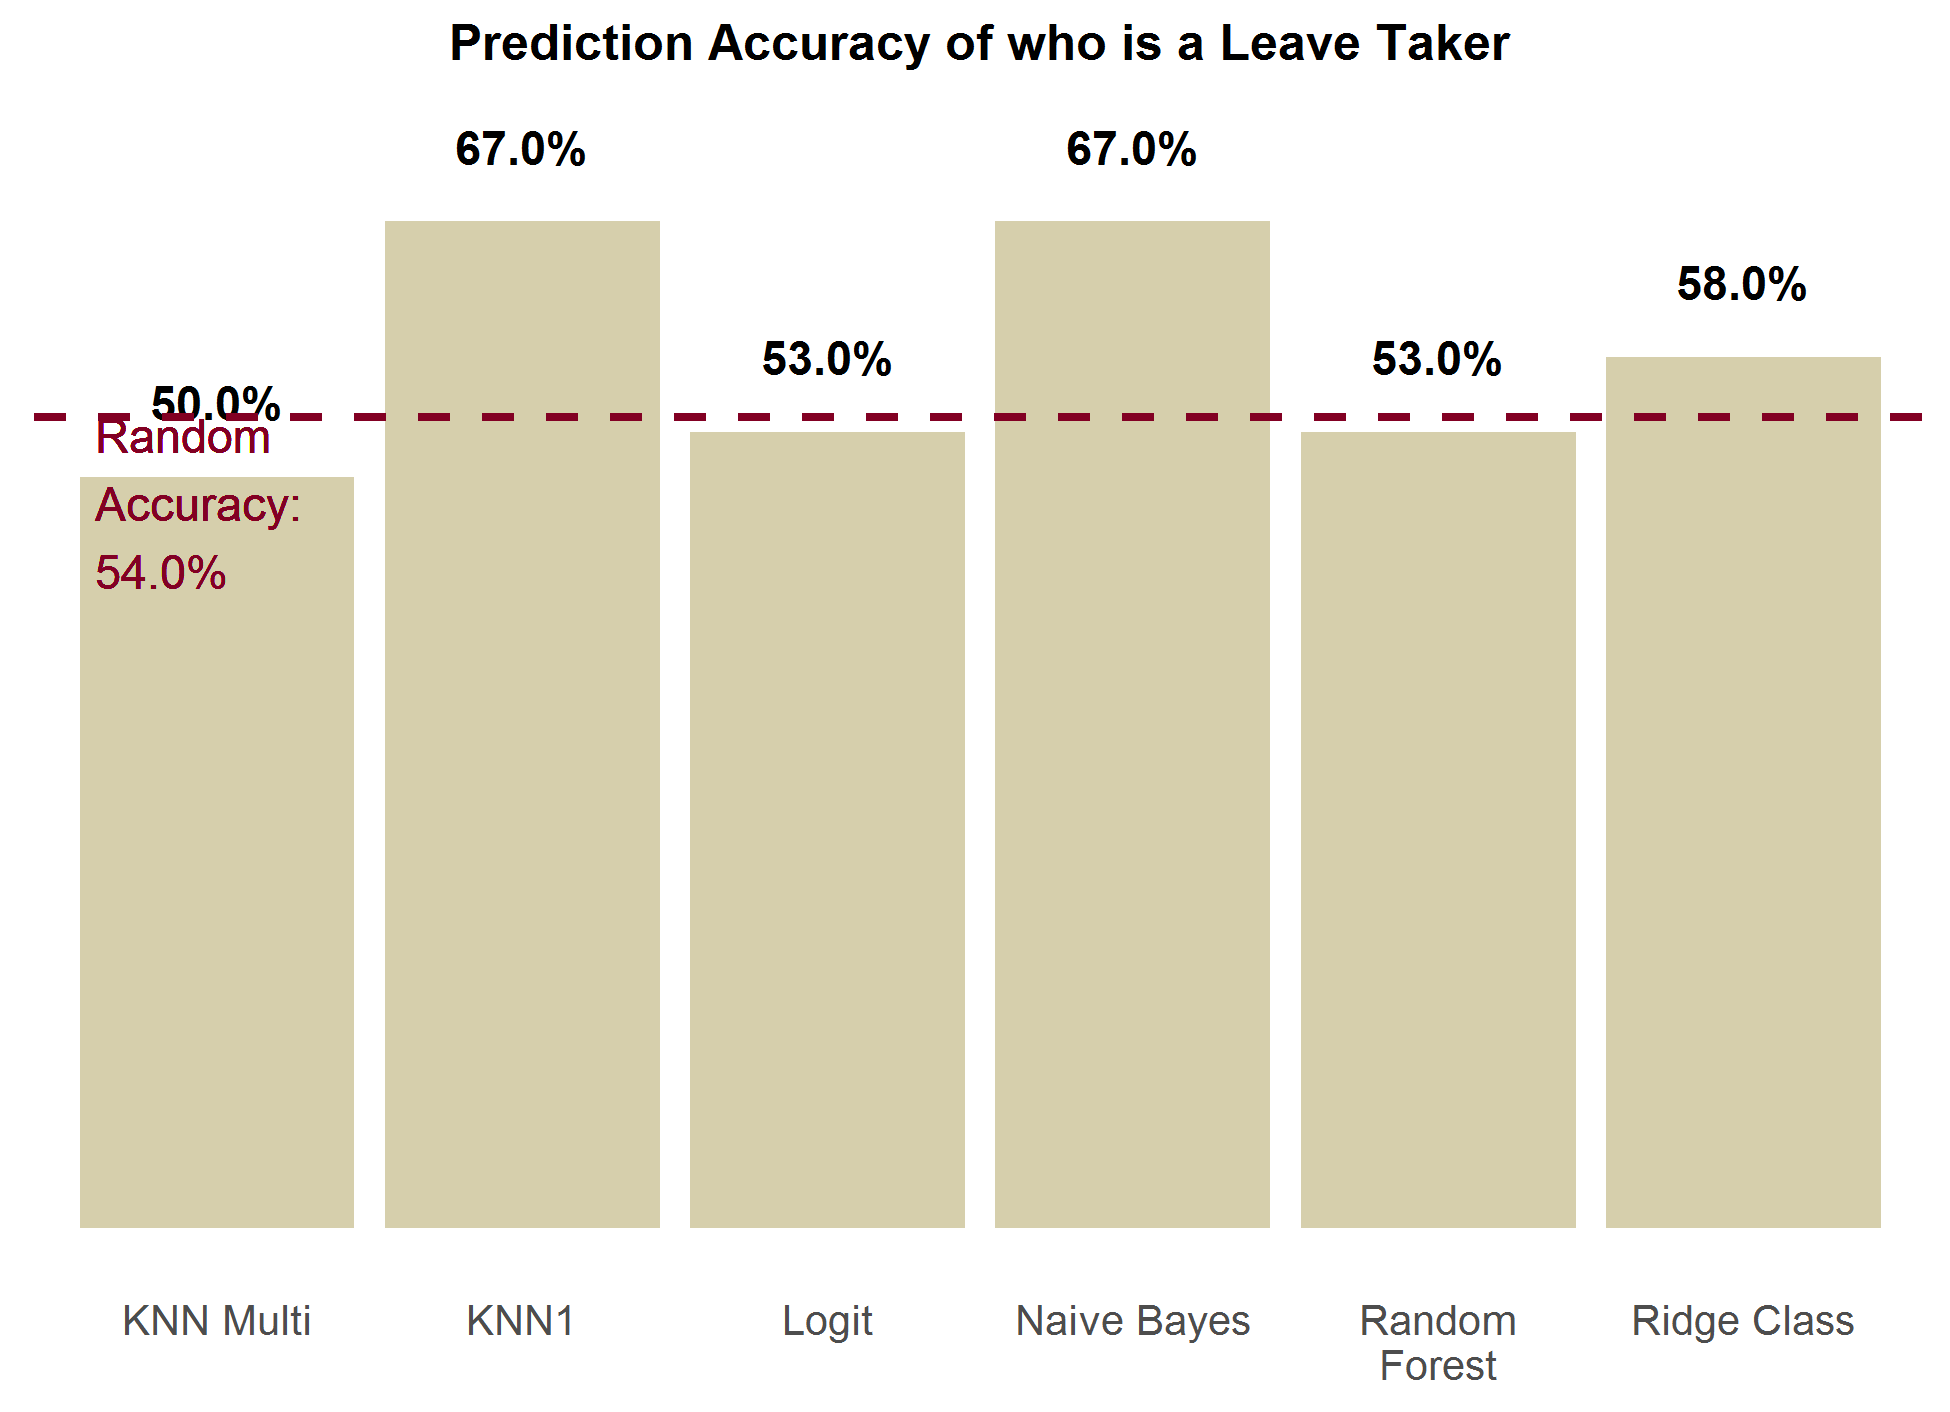 Prediction Accuracy of who is a Leave Taker
67.0%
67.0%
58.0%
53.0%
53.0%
50.0%
Random
Accuracy:
54.0%
KNN Multi
KNN1
Logit
Naive Bayes
Random
Forest
Ridge Class